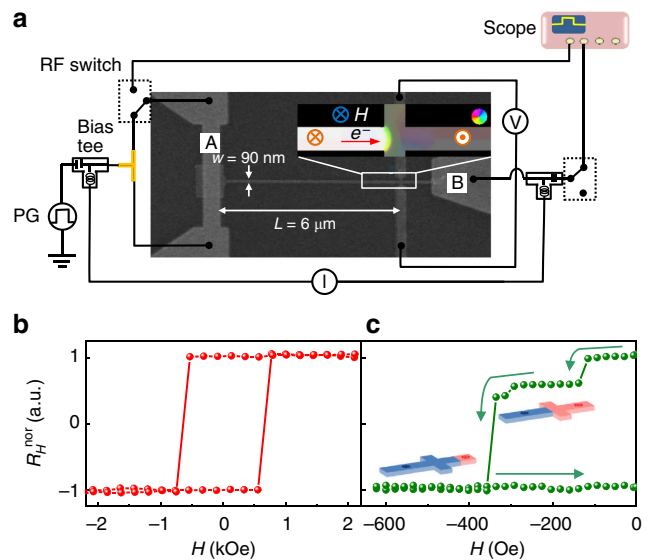 a
Scope
RF switch
Bias
tee
PG
A
w = 90 nm
L = 6 μm
H
e⁻
B
V
I
b
c
R_H^nor (a.u.)
1
0
−1
−2
−1
0
1
2
H (kOe)
−600
−400
−200
0
H (Oe)